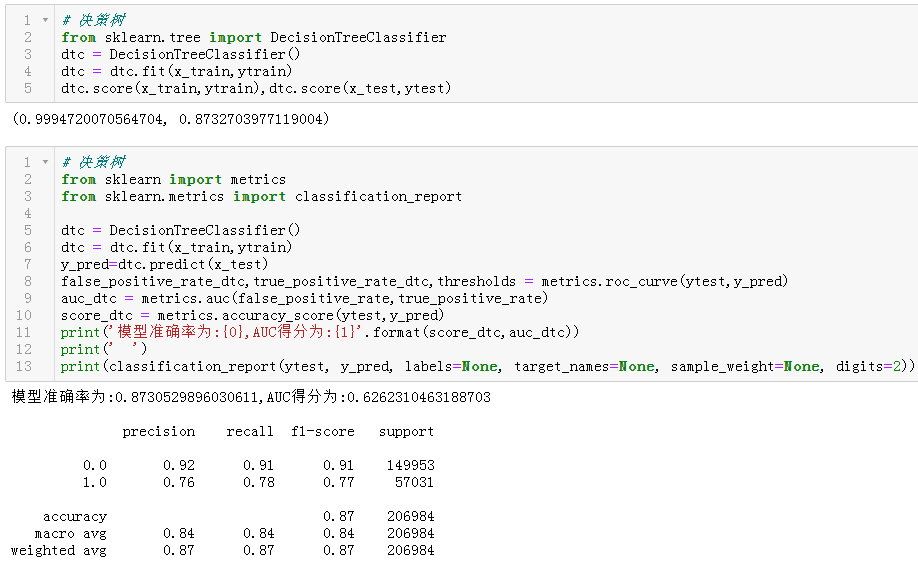 1 # 决策树
2 from sklearn.tree import DecisionTreeClassifier
3 dtc = DecisionTreeClassifier()
4 dtc = dtc.fit(x_train,ytrain)
5 dtc.score(x_train,ytrain),dtc.score(x_test,ytest)
(0.9994720070564704, 0.8732703977119004)
1 # 决策树
2 from sklearn import metrics
3 from sklearn.metrics import classification_report
4
5 dtc = DecisionTreeClassifier()
6 dtc = dtc.fit(x_train,ytrain)
7 y_pred=dtc.predict(x_test)
8 false_positive_rate_dtc,true_positive_rate_dtc,thresholds = metrics.roc_curve(ytest,y_pred)
9 auc_dtc = metrics.auc(false_positive_rate,true_positive_rate)
10 score_dtc = metrics.accuracy_score(ytest,y_pred)
11 print('模型准确率为:{0},AUC得分为:{1}'.format(score_dtc,auc_dtc))
12 print('  ')
13 print(classification_report(ytest, y_pred, labels=None, target_names=None, sample_weight=None, digits=2))
模型准确率为:0.8730529896030611,AUC得分为:0.6262310463188703
precision recall f1-score support
0.0 0.92 0.91 0.91 149953
1.0 0.76 0.78 0.77 57031
accuracy 0.87 206984
macro avg 0.84 0.84 0.84 206984
weighted avg 0.87 0.87 0.87 206984